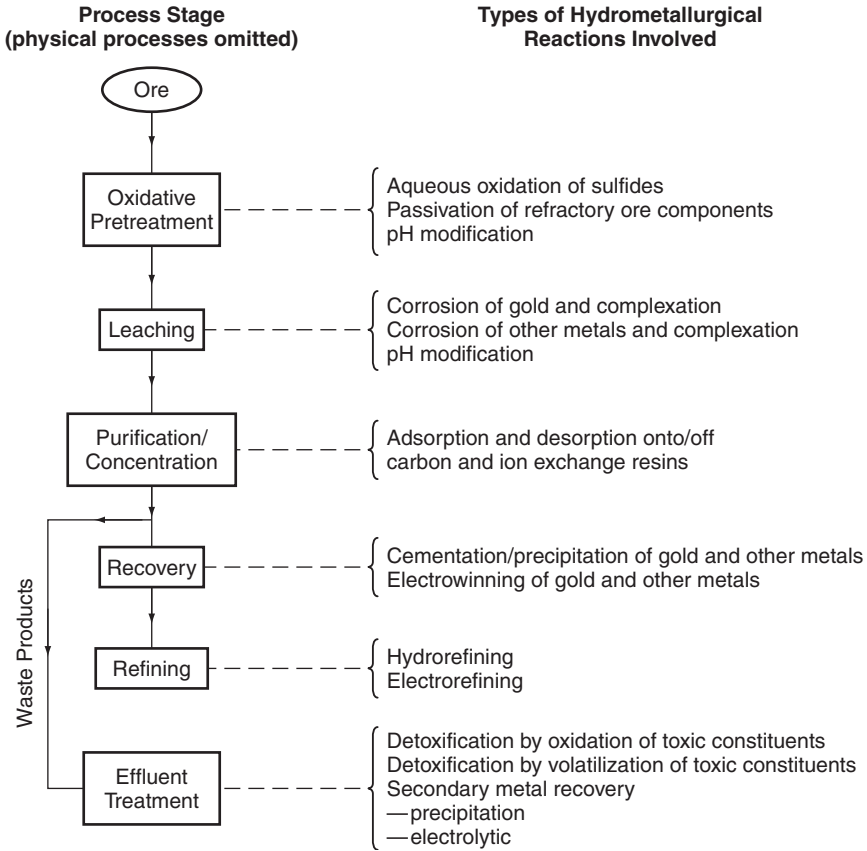 Process Stage
(physical processes omitted)
Types of Hydrometallurgical
Reactions Involved
Ore
Oxidative
Pretreatment
Aqueous oxidation of sulfides
Passivation of refractory ore components
pH modification
Leaching
Corrosion of gold and complexation
Corrosion of other metals and complexation
pH modification
Purification/
Concentration
Adsorption and desorption onto/off
carbon and ion exchange resins
Waste Products
Recovery
Cementation/precipitation of gold and other metals
Electrowinning of gold and other metals
Refining
Hydrorefining
Electrorefining
Effluent
Treatment
Detoxification by oxidation of toxic constituents
Detoxification by volatilization of toxic constituents
Secondary metal recovery
—precipitation
—electrolytic